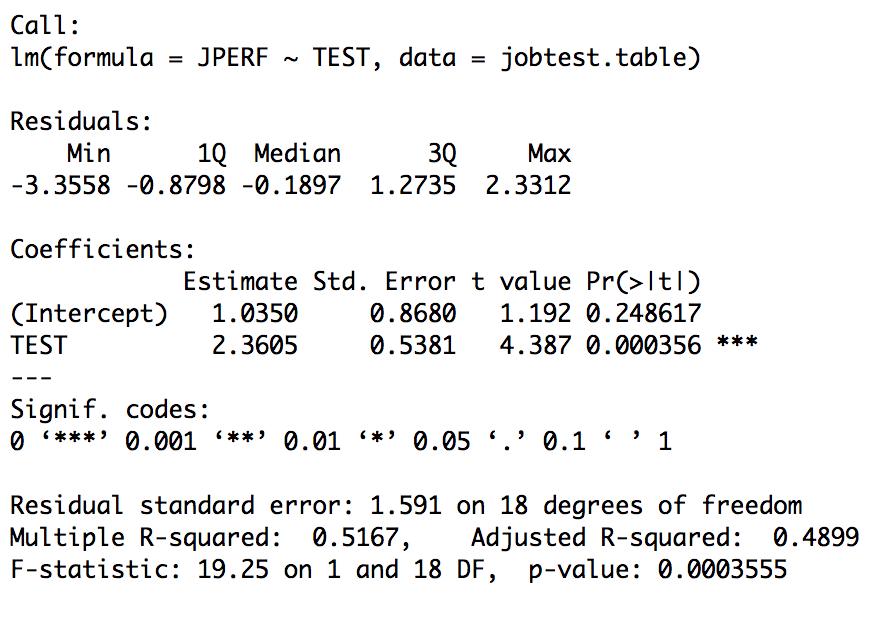 Call:
lm(formula = JPERF ~ TEST, data = jobtest.table)
Residuals:
    Min      1Q  Median      3Q     Max
-3.3558 -0.8798 -0.1897  1.2735  2.3312
Coefficients:
            Estimate Std. Error t value Pr(>|t|)
(Intercept)   1.0350     0.8680   1.192 0.248617
TEST          2.3605     0.5381   4.387 0.000356 ***
---
Signif. codes:
0 ‘***’ 0.001 ‘**’ 0.01 ‘*’ 0.05 ‘.’ 0.1 ‘ ’ 1
Residual standard error: 1.591 on 18 degrees of freedom
Multiple R-squared:  0.5167,    Adjusted R-squared:  0.4899
F-statistic: 19.25 on 1 and 18 DF,  p-value: 0.0003555